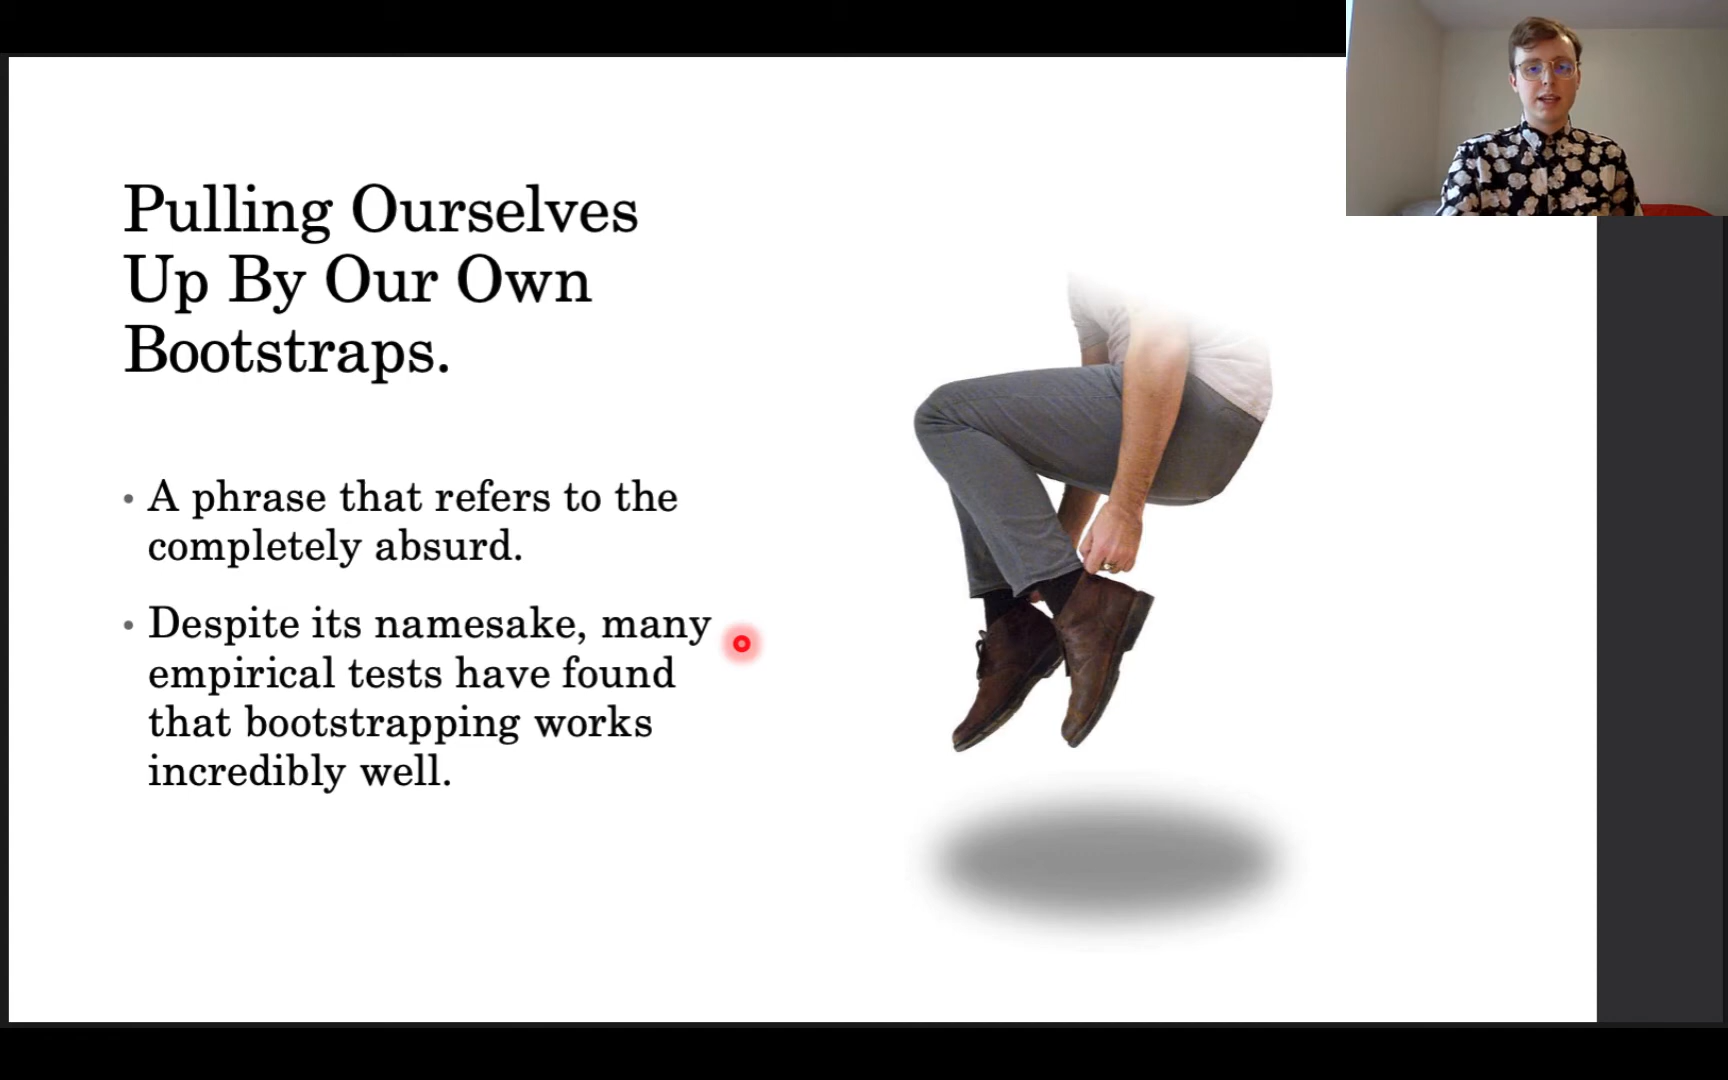 Pulling Ourselves
Up By Our Own
Bootstraps.
• A phrase that refers to the
completely absurd.
• Despite its namesake, many
empirical tests have found
that bootstrapping works
incredibly well.